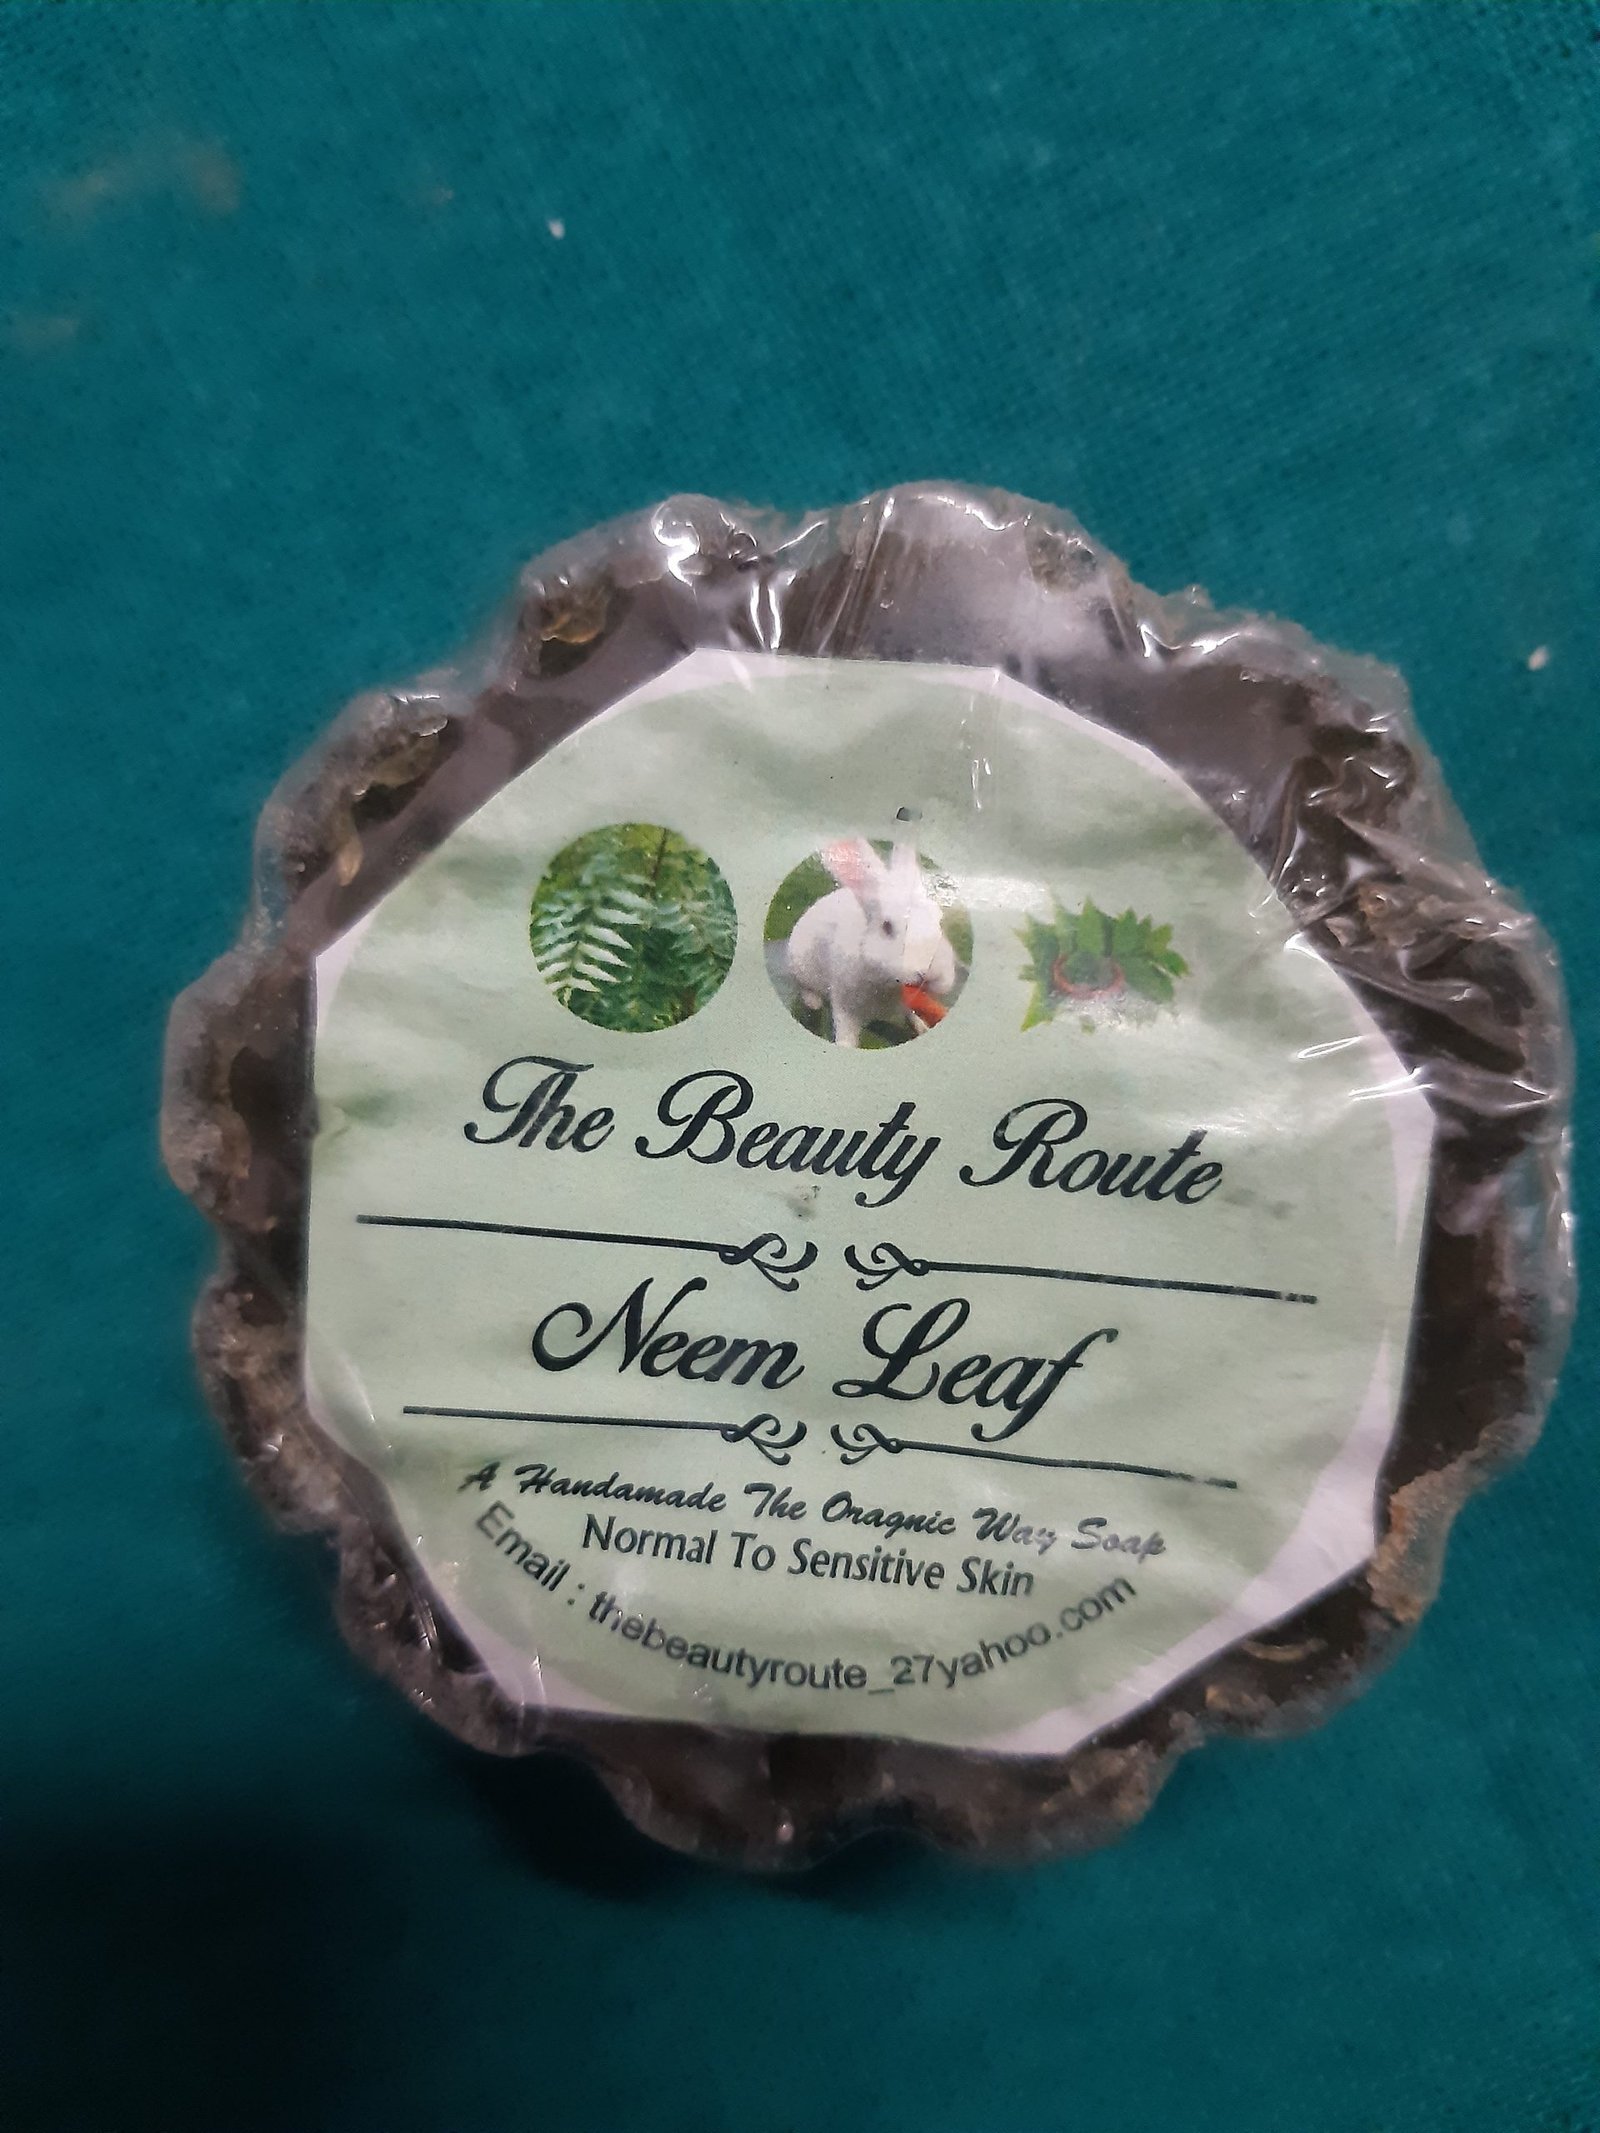 The Beauty Route
Neem Leaf
A Handamade The Oragnic Way Soap
Normal To Sensitive Skin
Email : thebeautyroute_27yahoo.com